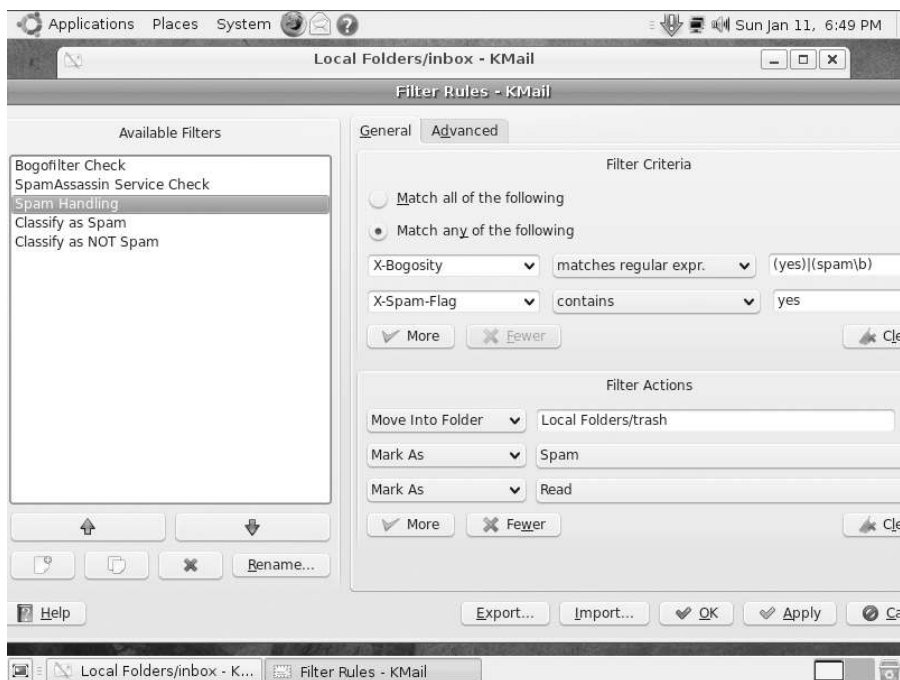 Applications Places System Sun Jan 11, 6:49 PM
Local Folders/inbox - KMail
Filter Rules - KMail
Available Filters
Bogofilter Check
SpamAssassin Service Check
Spam Handling
Classify as Spam
Classify as NOT Spam
Rename...
General Advanced
Filter Criteria
Match all of the following
Match any of the following
X-Bogosity matches regular expr. (yes)|(spam\b)
X-Spam-Flag contains yes
More Fewer Cle
Filter Actions
Move Into Folder Local Folders/trash
Mark As Spam
Mark As Read
More Fewer Cle
Help Export... Import... OK Apply Ca
Local Folders/inbox - K... Filter Rules - KMail